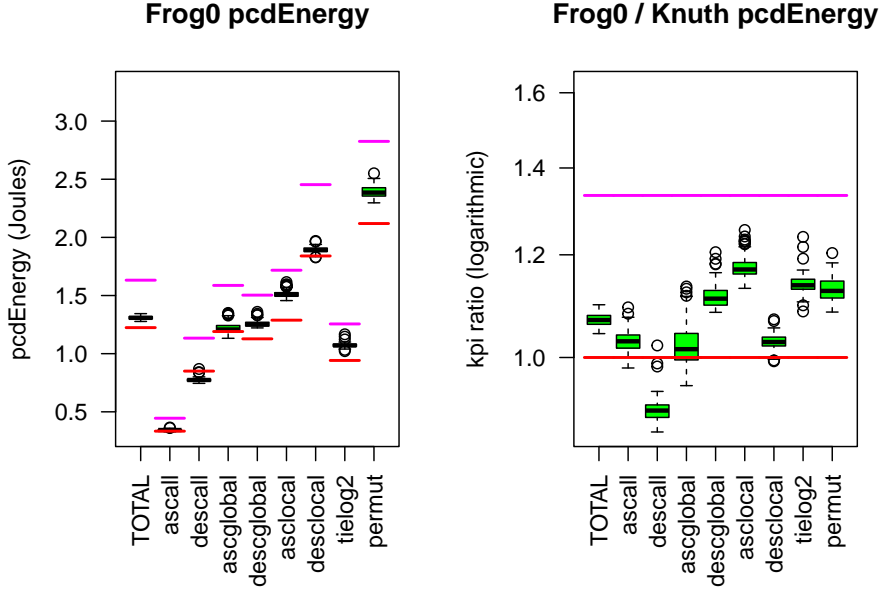 Frog0 pcdEnergy
pcdEnergy (Joules)
3.0
2.5
2.0
1.5
1.0
0.5
TOTAL
ascall
descall
ascglobal
descglobal
asclocal
desclocal
tielog2
permut
Frog0 / Knuth pcdEnergy
kpi ratio (logarithmic)
1.6
1.4
1.2
1.0
TOTAL
ascall
descall
ascglobal
descglobal
asclocal
desclocal
tielog2
permut